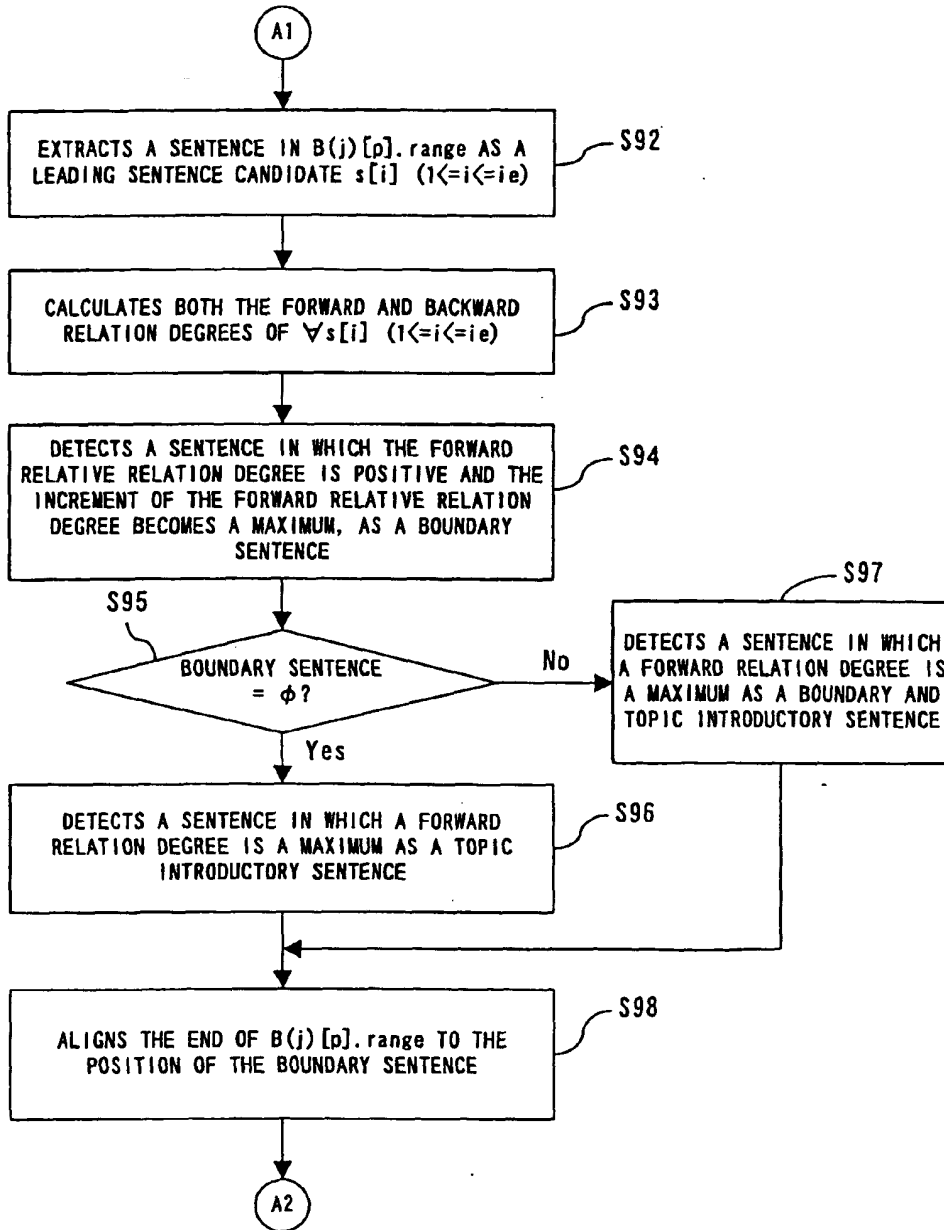 A1
EXTRACTS A SENTENCE IN B(j)[p].range AS A
LEADING SENTENCE CANDIDATE s[i] (1<=i<=ie)
S92
CALCULATES BOTH THE FORWARD AND BACKWARD
RELATION DEGREES OF ∀s[i] (1<=i<=ie)
S93
DETECTS A SENTENCE IN WHICH THE FORWARD
RELATIVE RELATION DEGREE IS POSITIVE AND THE
INCREMENT OF THE FORWARD RELATIVE RELATION
DEGREE BECOMES A MAXIMUM, AS A BOUNDARY
SENTENCE
S94
S95
BOUNDARY SENTENCE
= φ?
No
Yes
S97
DETECTS A SENTENCE IN WHICH
A FORWARD RELATION DEGREE IS
A MAXIMUM AS A BOUNDARY AND
TOPIC INTRODUCTORY SENTENCE
DETECTS A SENTENCE IN WHICH A FORWARD
RELATION DEGREE IS A MAXIMUM AS A TOPIC
INTRODUCTORY SENTENCE
S96
ALIGNS THE END OF B(j)[p].range TO THE
POSITION OF THE BOUNDARY SENTENCE
S98
A2